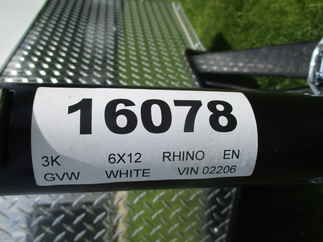 16078
3K 6X12 RHINO EN
GVW WHITE VIN 02206